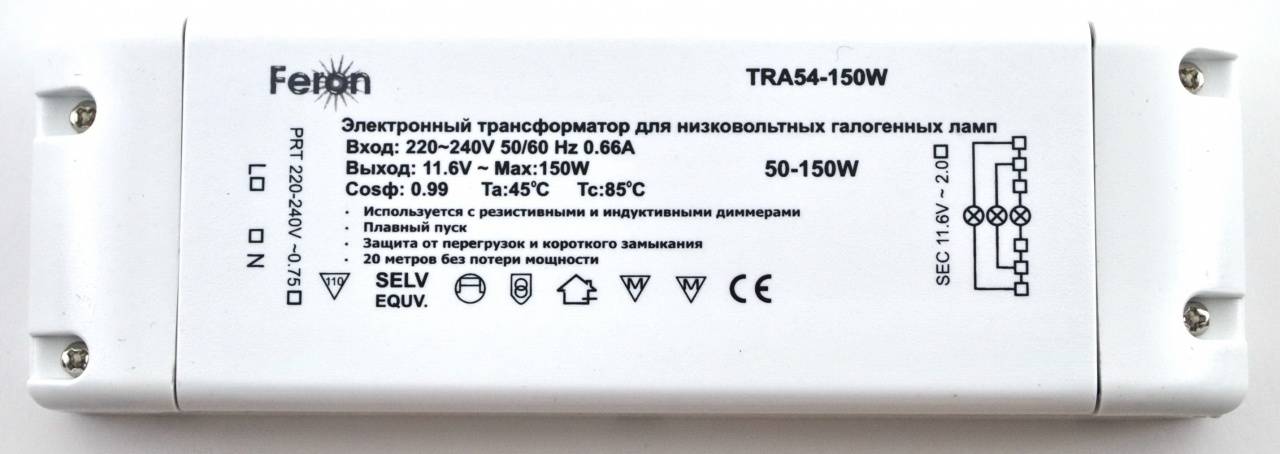 Feron
TRA54-150W
Электронный трансформатор для низковольтных галогенных ламп
Вход: 220~240V 50/60 Hz 0.66A
Выход: 11.6V ~ Max:150W
50-150W
Cosф: 0.99 Ta:45°C Tc:85°C
· Используется с резистивными и индуктивными диммерами
· Плавный пуск
· Защита от перегрузок и короткого замыкания
· 20 метров без потери мощности
110
SELV
EQUV.
M
M
CE
PRT 220-240V ~0.75
L
N
SEC 11.6V ~ 2.0